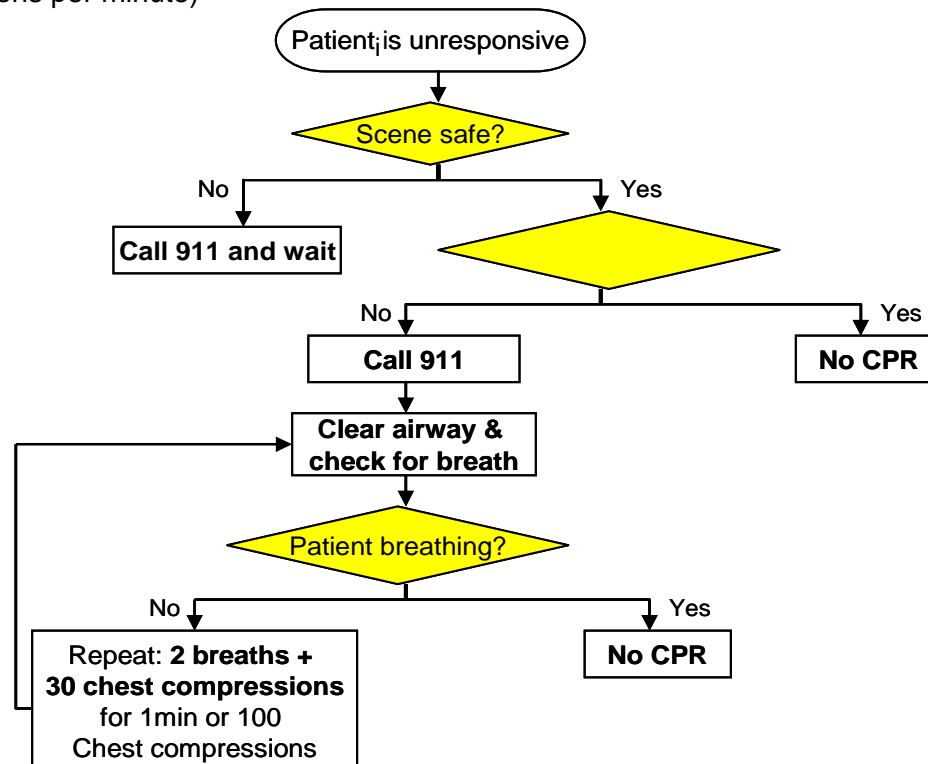 per minute)
Patient is unresponsive
Scene safe?
No
Yes
Call 911 and wait
No
Yes
Call 911
No CPR
Clear airway &
check for breath
Patient breathing?
No
Yes
Repeat: 2 breaths +
30 chest compressions
for 1min or 100
Chest compressions
No CPR